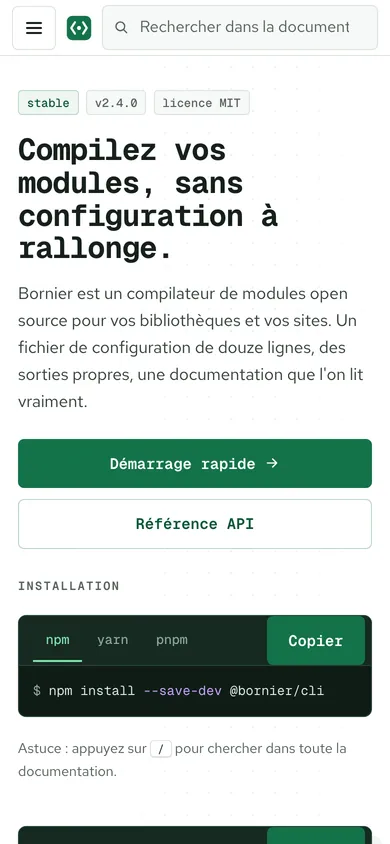 Rechercher dans la document
stable
v2.4.0
licence MIT
Compilez vos
modules, sans
configuration à
rallonge.
Bornier est un compilateur de modules open
source pour vos bibliothèques et vos sites. Un
fichier de configuration de douze lignes, des
sorties propres, une documentation que l'on lit
vraiment.
Démarrage rapide →
Référence API
INSTALLATION
npm yarn pnpm Copier
$ npm install --save-dev @bornier/cli
Astuce : appuyez sur / pour chercher dans toute la
documentation.